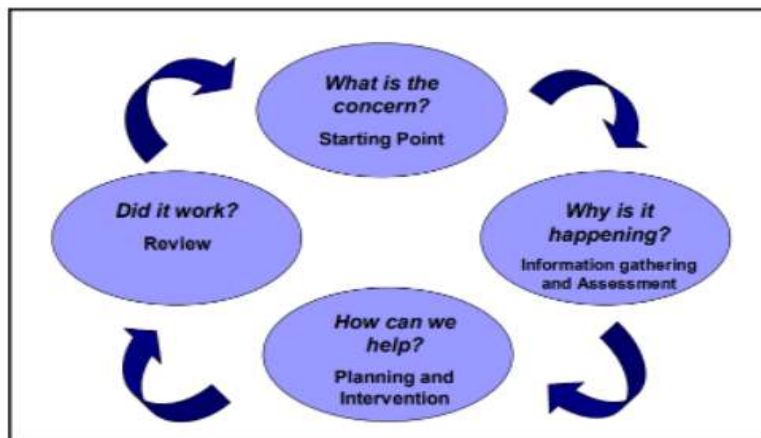 What is the
concern?
Starting Point
Why is it
happening?
Information gathering
and Assessment
How can we
help?
Planning and
Intervention
Did it work?
Review